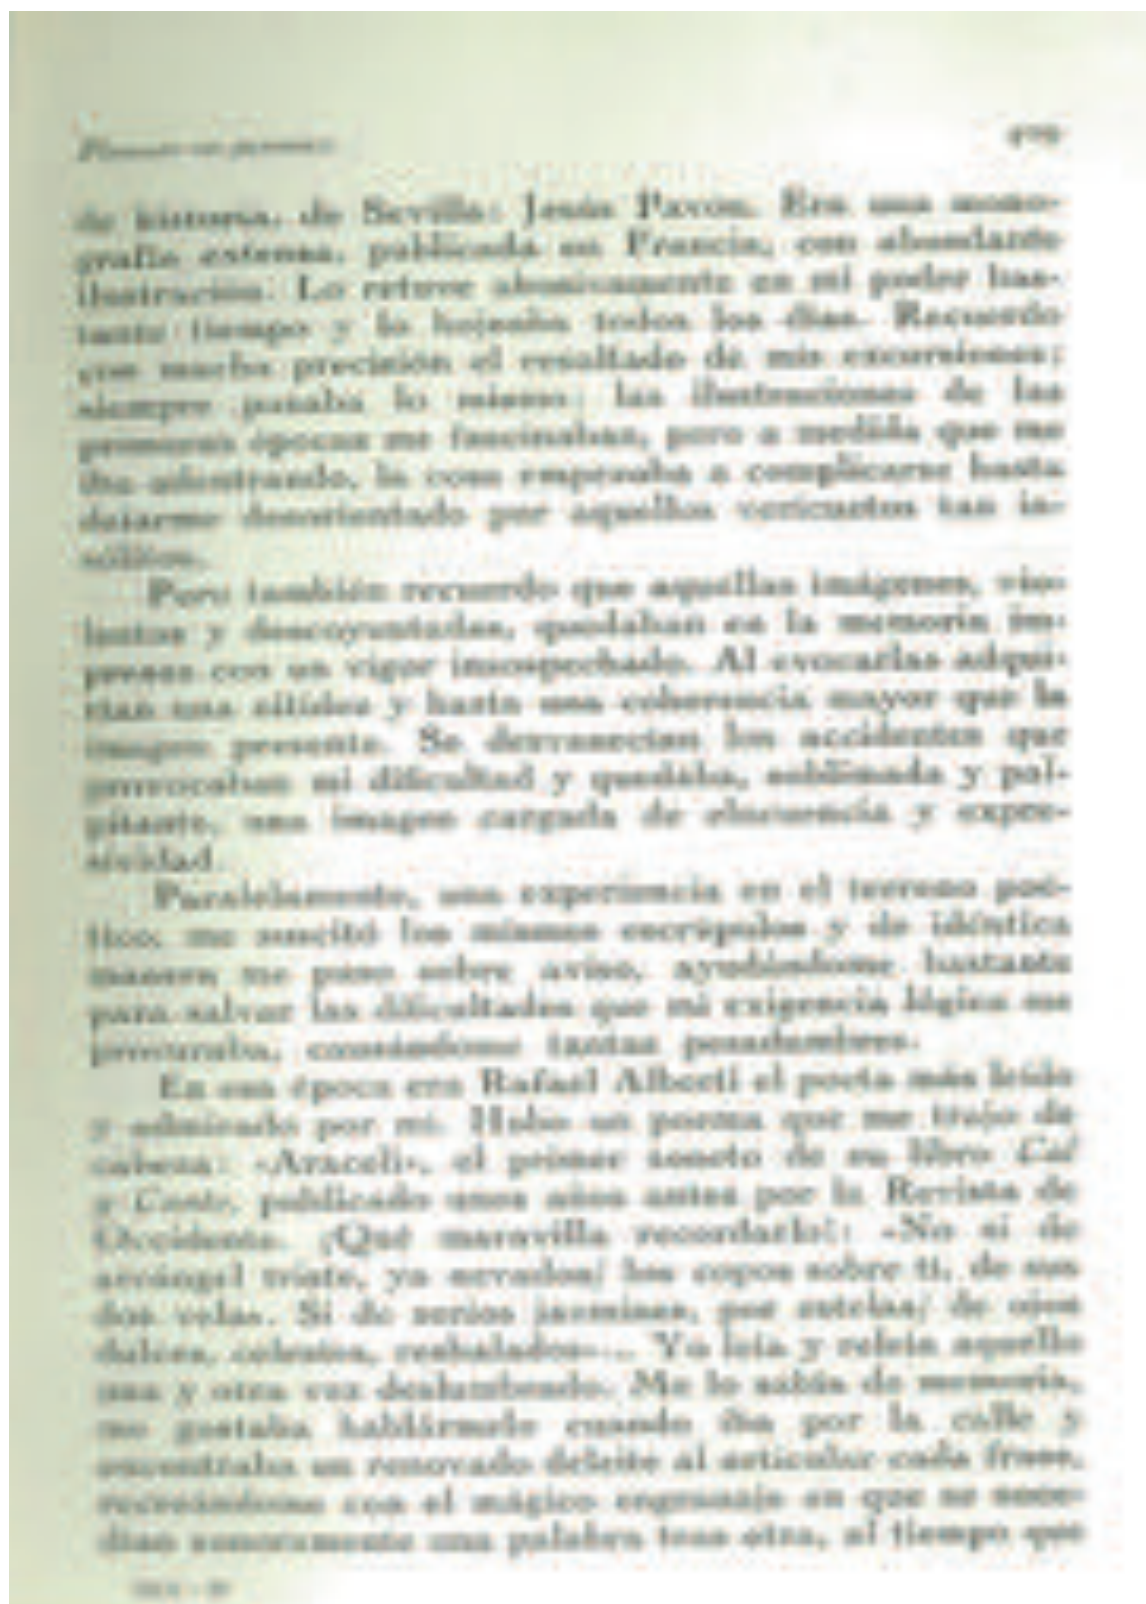 de historia, de Sevilla: Jesús Pavón. Era una mono-
grafía extensa, publicada en Francia, con abundante
ilustración. Lo retuve abusivamente en mi poder bas-
tante tiempo y lo hojeaba todos los días. Recuerdo
con mucha precisión el resultado de mis excursiones;
siempre pasaba lo mismo: las ilustraciones de las
primeras épocas me fascinaban, pero a medida que me
iba adentrando, la cosa empezaba a complicarse hasta
dejarme desorientado por aquellos vericuetos tan in-
sólitos.
Pero también recuerdo que aquellas imágenes, vio-
lentas y descoyuntadas, quedaban en la memoria im-
presas con un vigor insospechado. Al evocarlas adqui-
rían una nitidez y hasta una coherencia mayor que la
imagen presente. Se desvanecían los accidentes que
provocaban mi dificultad y quedaba, sublimada y pal-
pitante, una imagen cargada de elocuencia y expre-
sividad.
Paralelamente, una experiencia en el terreno poé-
tico, me suscitó los mismos escrúpulos y de idéntica
manera me puso sobre aviso, ayudándome bastante
para salvar las dificultades que mi exigencia lógica me
procuraba, causándome tantas pesadumbres.
En esa época era Rafael Alberti el poeta más leído
y admirado por mí. Hubo un poema que me trajo de
cabeza: «Araceli», el primer soneto de su libro Cal
y Canto, publicado unos años antes por la Revista de
Occidente. ¡Qué maravilla recordarlo!: «No si de
arcángel triste, ya nevados/ los copos sobre ti, de sus
dos velas. Si de serios jazmines, por estelas/ de ojos
dulces, celestes, resbalados»... Yo leía y releía aquello
una y otra vez deslumbrado. Me lo sabía de memoria,
me gustaba hablármelo cuando iba por la calle y
encontraba un renovado deleite al articular cada frase,
recreándome con el mágico engranaje en que se suce-
dían sonoramente una palabra tras otra, al tiempo que